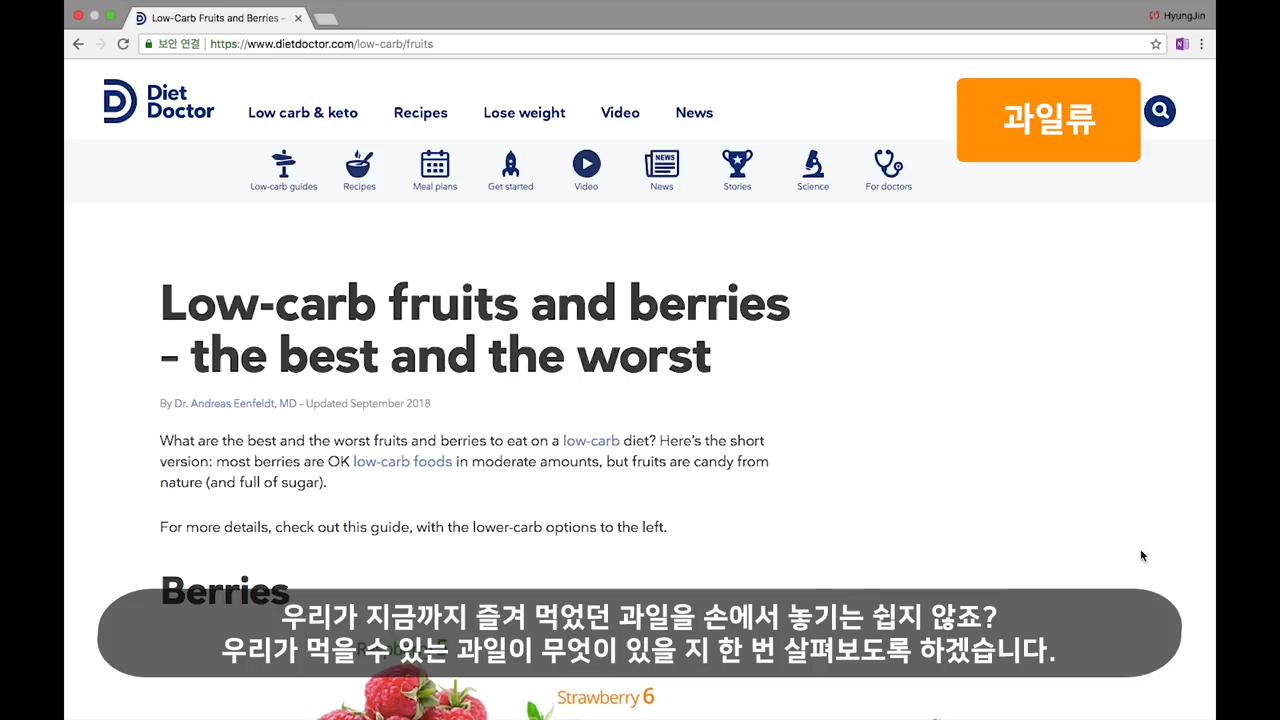 Low-Carb Fruits and Berries –
HyungJin
보안 연결 | https://www.dietdoctor.com/low-carb/fruits
Diet
Doctor
Low carb & keto
Recipes
Lose weight
Video
News
과일류
NEWS
Low-carb guides
Recipes
Meal plans
Get started
Video
News
Stories
Science
For doctors
Low-carb fruits and berries
– the best and the worst
By Dr. Andreas Eenfeldt, MD – Updated September 2018
What are the best and the worst fruits and berries to eat on a low-carb diet? Here's the short
version: most berries are OK low-carb foods in moderate amounts, but fruits are candy from
nature (and full of sugar).
For more details, check out this guide, with the lower-carb options to the left.
Berries
우리가 지금까지 즐겨 먹었던 과일을 손에서 놓기는 쉽지 않죠?
우리가 먹을 수 있는 과일이 무엇이 있을 지 한 번 살펴보도록 하겠습니다.
Strawberry 6